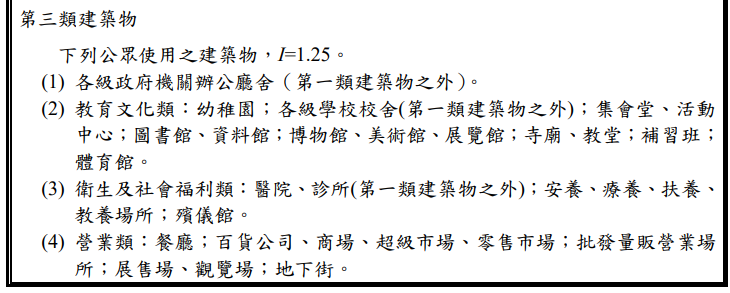 第三類建築物
下列公眾使用之建築物，I=1.25。
(1) 各級政府機關辦公廳舍（第一類建築物之外）。
(2) 教育文化類：幼稚園；各級學校校舍(第一類建築物之外)；集會堂、活動
中心；圖書館、資料館；博物館、美術館、展覽館；寺廟、教堂；補習班；
體育館。
(3) 衛生及社會福利類：醫院、診所(第一類建築物之外)；安養、療養、扶養、
教養場所；殯儀館。
(4) 營業類：餐廳；百貨公司、商場、超級市場、零售市場；批發量販營業場
所；展售場、觀覽場；地下街。